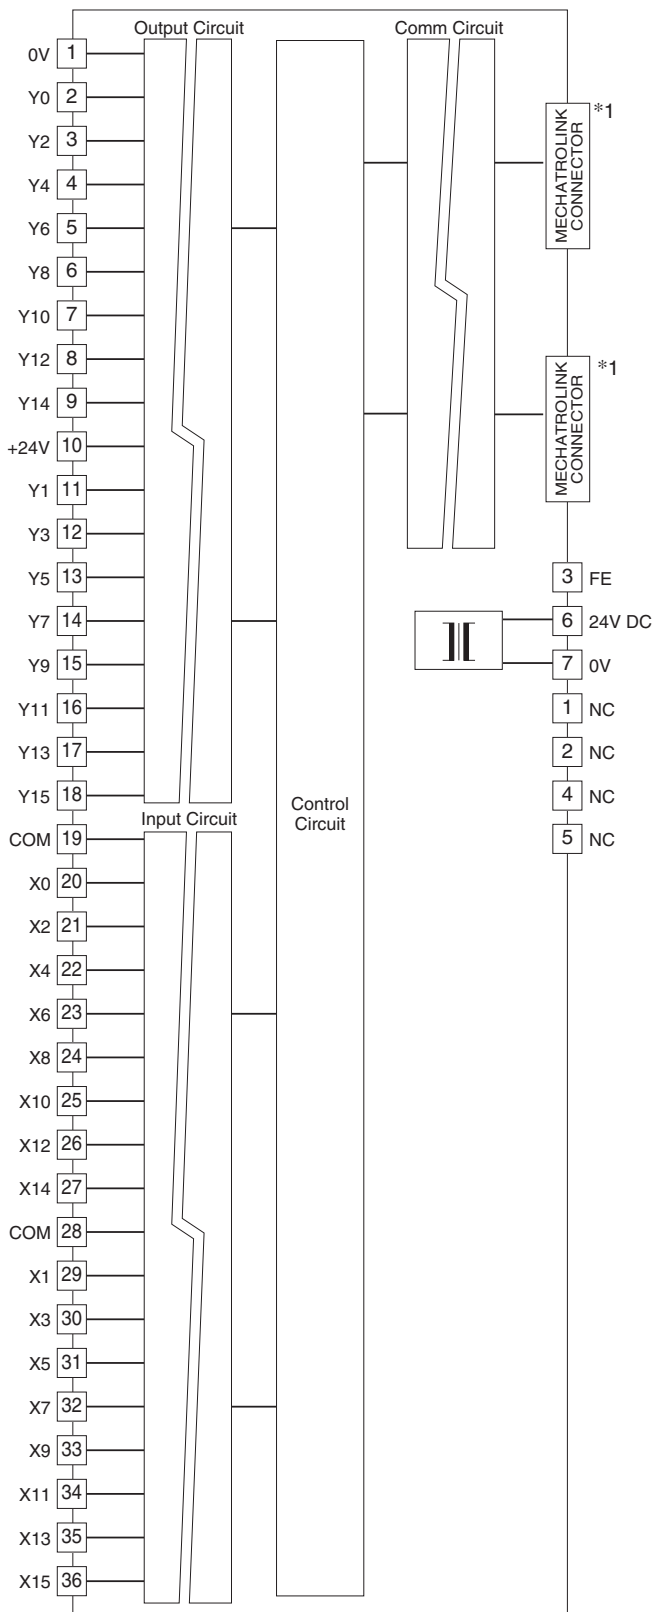 Output Circuit
Comm Circuit
0V 1
Y0 2
Y2 3
Y4 4
Y6 5
Y8 6
Y10 7
Y12 8
Y14 9
+24V 10
Y1 11
Y3 12
Y5 13
Y7 14
Y9 15
Y11 16
Y13 17
Y15 18
Input Circuit
COM 19
X0 20
X2 21
X4 22
X6 23
X8 24
X10 25
X12 26
X14 27
COM 28
X1 29
X3 30
X5 31
X7 32
X9 33
X11 34
X13 35
X15 36
Control
Circuit
MECHATROLINK
CONNECTOR
*1
MECHATROLINK
CONNECTOR
*1
3 FE
6 24V DC
7 0V
1 NC
2 NC
4 NC
5 NC